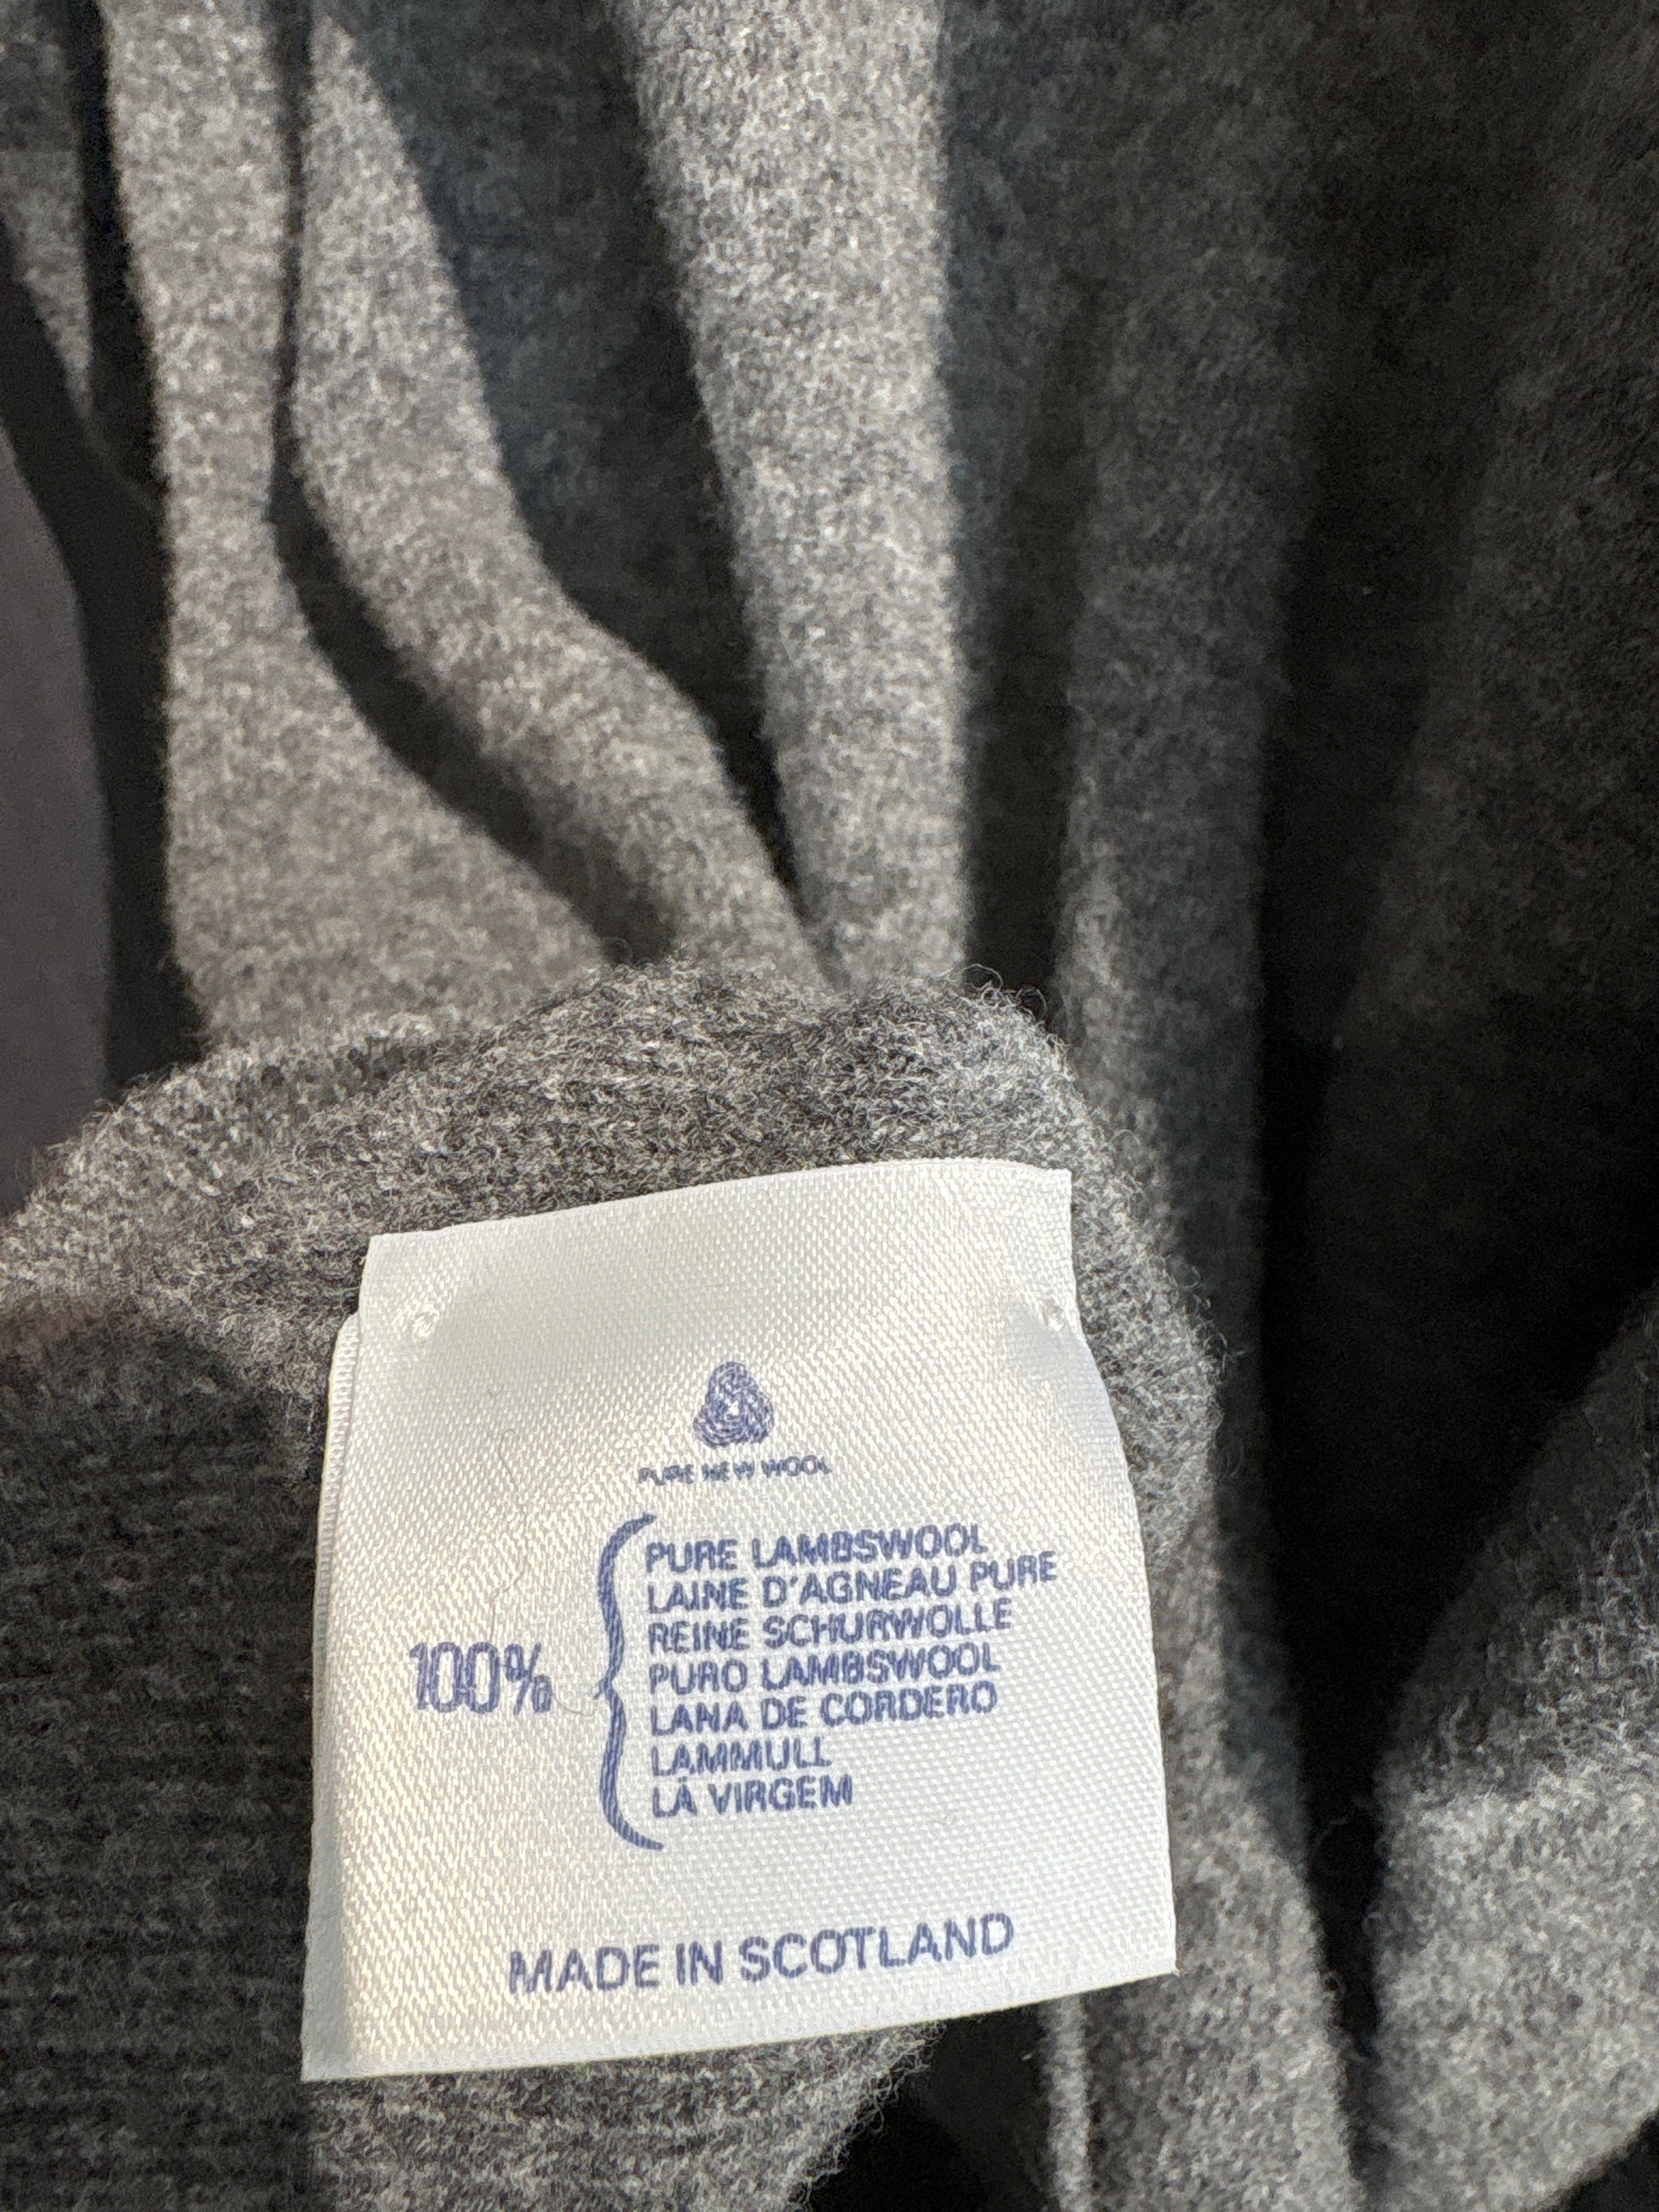 PURE NEW WOOL
100%
PURE LAMBSWOOL
LAINE D'AGNEAU PURE
REINE SCHURWOLLE
PURO LAMBSWOOL
LANA DE CORDERO
LAMMULL
LÃ VIRGEM
MADE IN SCOTLAND